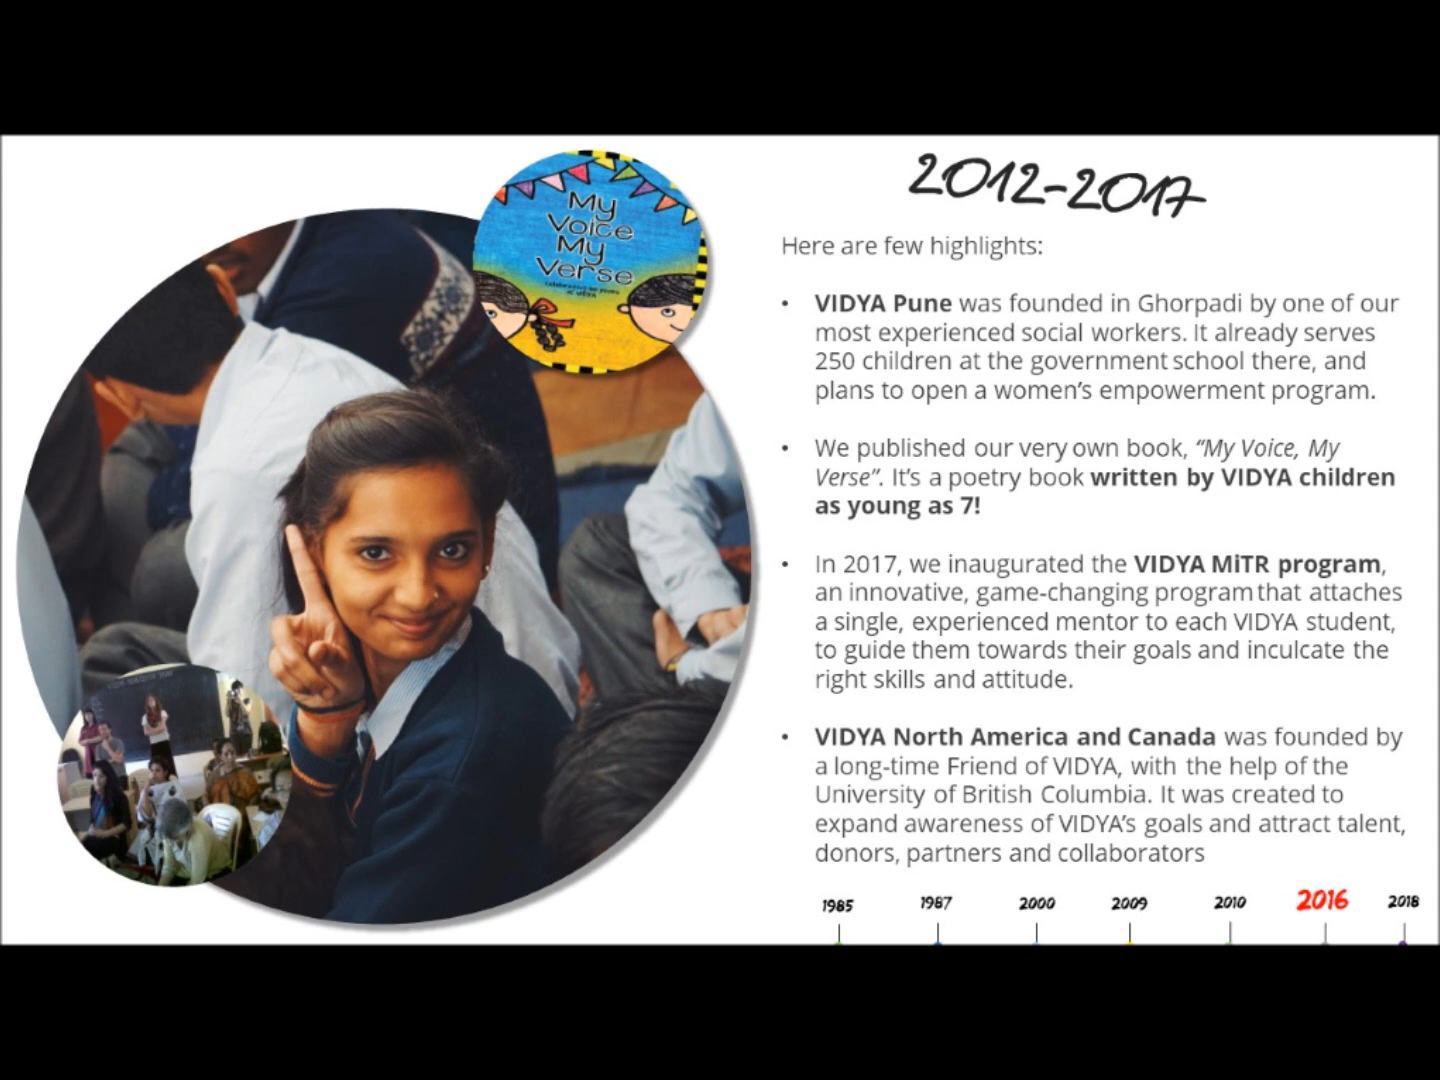 My
Voice
My
Verse
2012-2017
Here are few highlights:
• VIDYA Pune was founded in Ghorpadi by one of our
most experienced social workers. It already serves
250 children at the government school there, and
plans to open a women's empowerment program.
• We published our very own book, “My Voice, My
Verse”. It's a poetry book written by VIDYA children
as young as 7!
• In 2017, we inaugurated the VIDYA MiTR program,
an innovative, game-changing program that attaches
a single, experienced mentor to each VIDYA student,
to guide them towards their goals and inculcate the
right skills and attitude.
• VIDYA North America and Canada was founded by
a long-time Friend of VIDYA, with the help of the
University of British Columbia. It was created to
expand awareness of VIDYA's goals and attract talent,
donors, partners and collaborators
1985 1987 2000 2009 2010 2016 2018